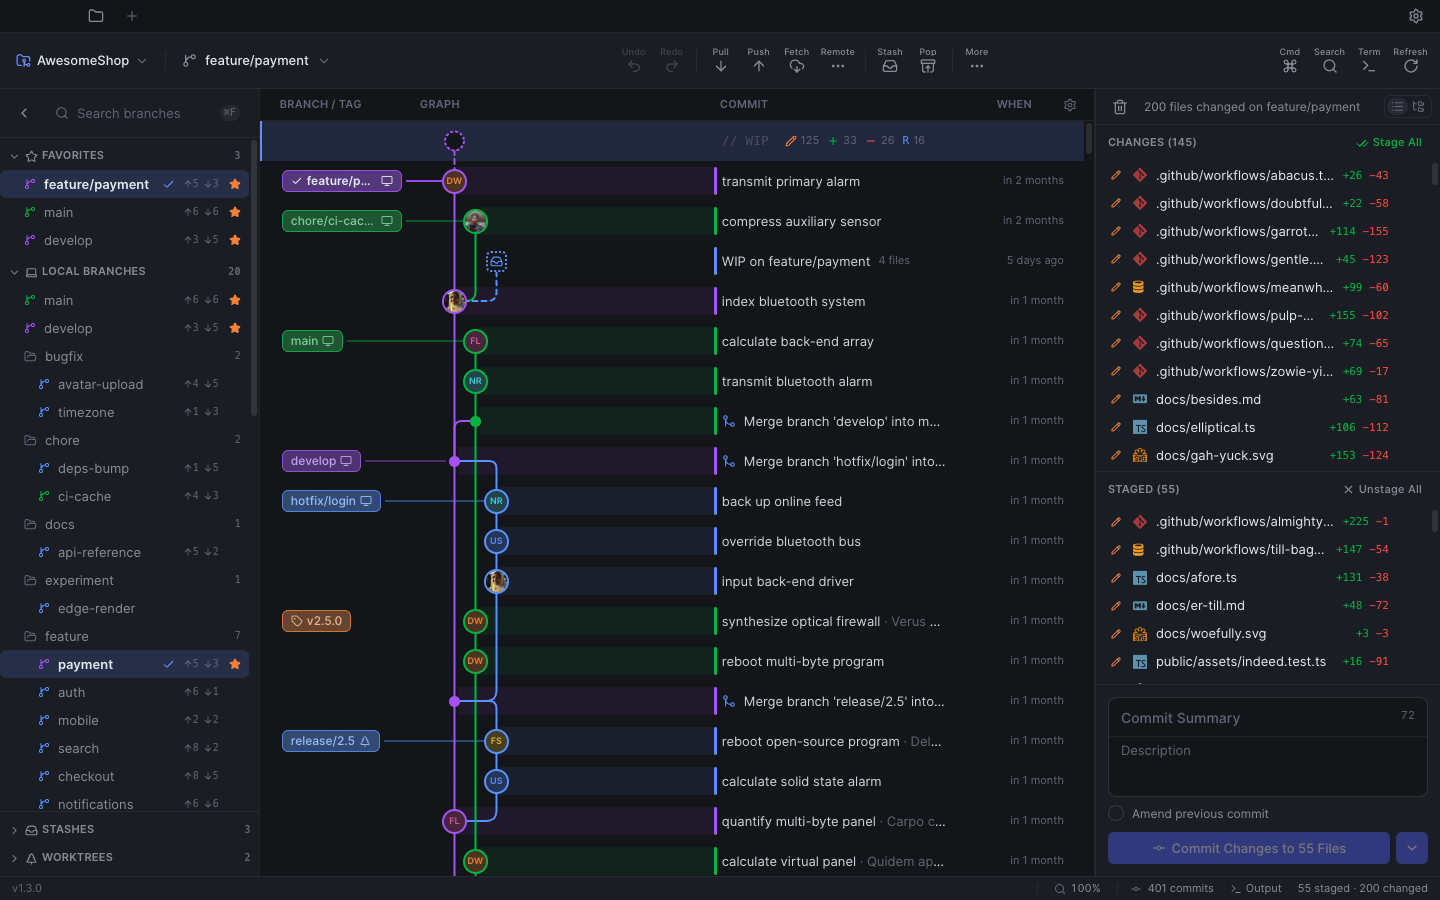 AwesomeShop
feature/payment
Undo
Redo
Pull
Push
Fetch
Remote
Stash
Pop
More
Cmd
Search
Term
Refresh
Search branches
⌘F
FAVORITES 3
feature/payment ↑5 ↓3
main ↑6 ↓6
develop ↑3 ↓5
LOCAL BRANCHES 20
main ↑6 ↓6
develop ↑3 ↓5
bugfix 2
avatar-upload ↑4 ↓5
timezone ↑1 ↓3
chore 2
deps-bump ↑1 ↓5
ci-cache ↑4 ↓3
docs 1
api-reference ↑5 ↓2
experiment 1
edge-render
feature 7
payment ↑5 ↓3
auth ↑6 ↓1
mobile ↑2 ↓2
search ↑8 ↓2
checkout ↑8 ↓5
notifications ↑6 ↓6
STASHES 3
WORKTREES 2
BRANCH / TAG GRAPH COMMIT WHEN
// WIP 125 + 33 − 26 R 16
feature/p... DW transmit primary alarm in 2 months
chore/ci-cac... compress auxiliary sensor in 2 months
WIP on feature/payment 4 files 5 days ago
index bluetooth system in 1 month
main FL calculate back-end array in 1 month
NR transmit bluetooth alarm in 1 month
Merge branch 'develop' into m... in 1 month
develop Merge branch 'hotfix/login' into... in 1 month
hotfix/login NR back up online feed in 1 month
US override bluetooth bus in 1 month
input back-end driver in 1 month
v2.5.0 DW synthesize optical firewall · Verus ... in 1 month
DW reboot multi-byte program in 1 month
Merge branch 'release/2.5' into... in 1 month
release/2.5 FS reboot open-source program · Del... in 1 month
US calculate solid state alarm in 1 month
FL quantify multi-byte panel · Carpo c... in 1 month
DW calculate virtual panel · Quidem ap... in 1 month
200 files changed on feature/payment
CHANGES (145) Stage All
.github/workflows/abacus.t... +26 −43
.github/workflows/doubtful... +22 −58
.github/workflows/garrot... +114 −155
.github/workflows/gentle.... +45 −123
.github/workflows/meanwh... +99 −60
.github/workflows/pulp-... +155 −102
.github/workflows/question... +74 −65
.github/workflows/zowie-yi... +69 −17
docs/besides.md +63 −81
TS docs/elliptical.ts +106 −112
SVG docs/gah-yuck.svg +153 −124
STAGED (55) Unstage All
.github/workflows/almighty... +225 −1
.github/workflows/till-bag... +147 −54
TS docs/afore.ts +131 −38
docs/er-till.md +48 −72
SVG docs/woefully.svg +3 −3
TS public/assets/indeed.test.ts +16 −91
Commit Summary 72
Description
Amend previous commit
Commit Changes to 55 Files
v1.3.0
100%
401 commits
Output
55 staged · 200 changed